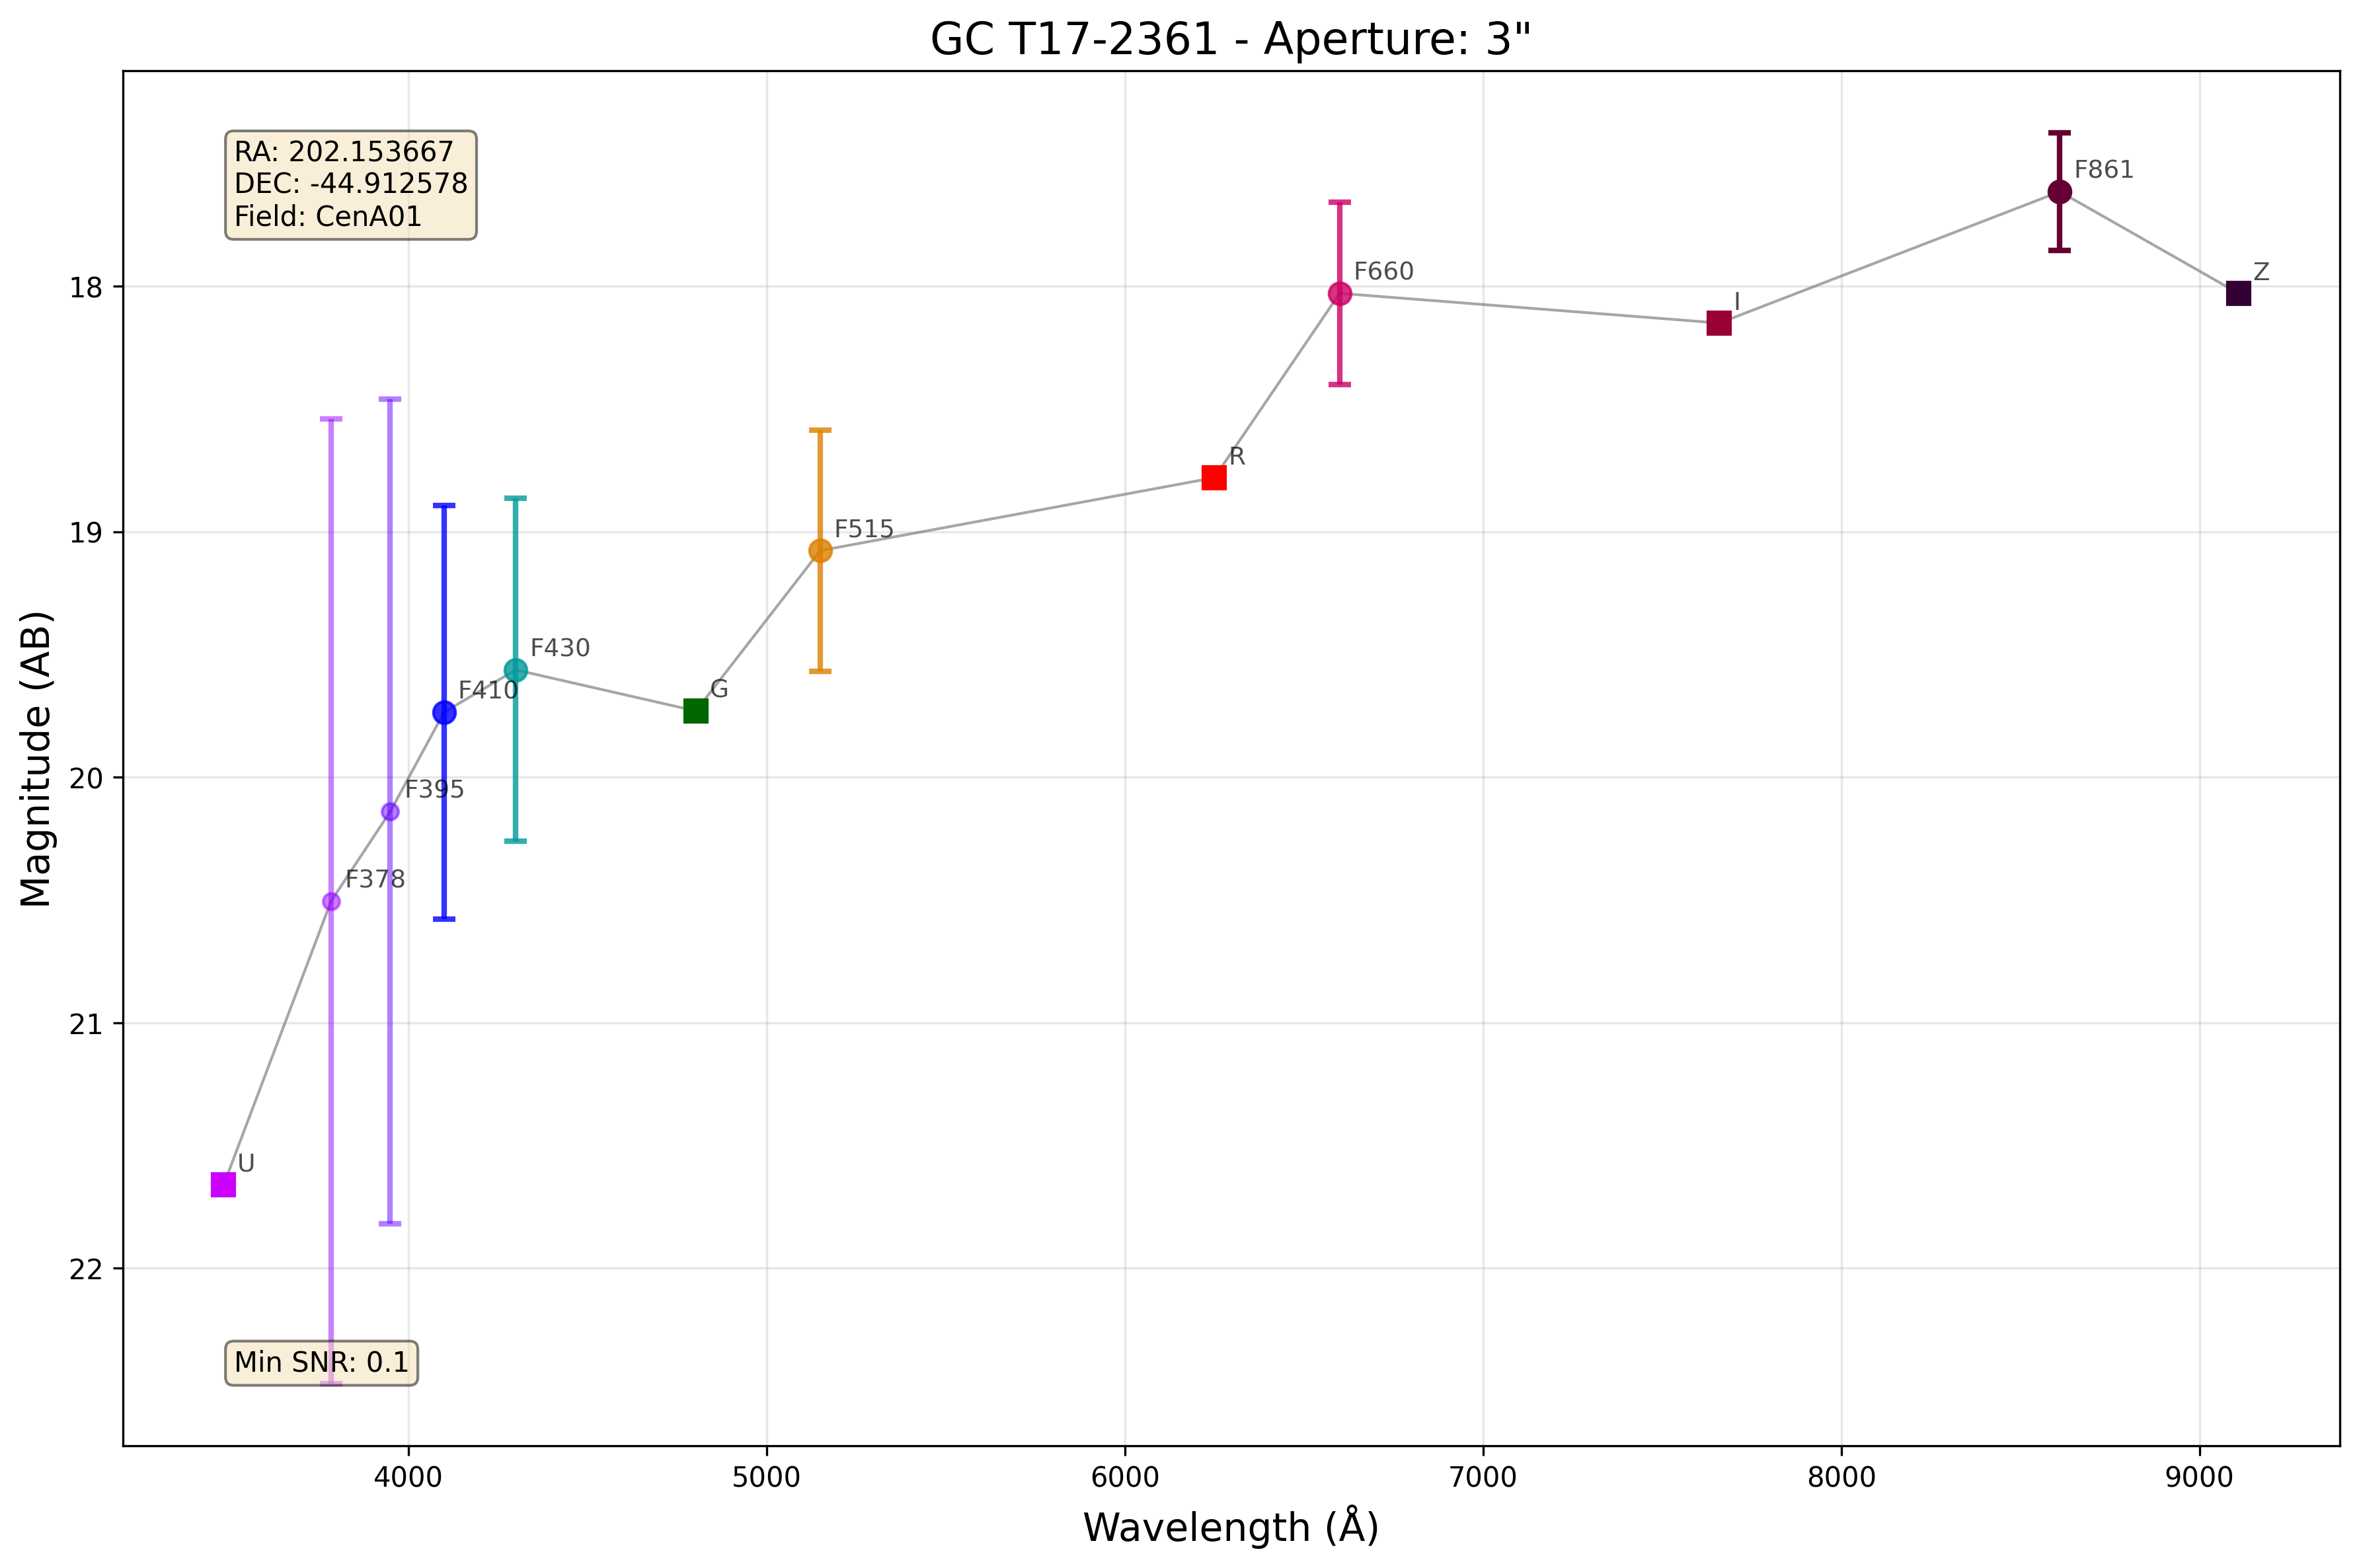 GC T17-2361 - Aperture: 3"
RA: 202.153667
DEC: -44.912578
Field: CenA01
F861
Z
F660
I
18
R
F515
19
F430
G
F410
F395
20
F378
21
U
22
Min SNR: 0.1
Magnitude (AB)
4000
5000
6000
7000
8000
9000
Wavelength (Å)